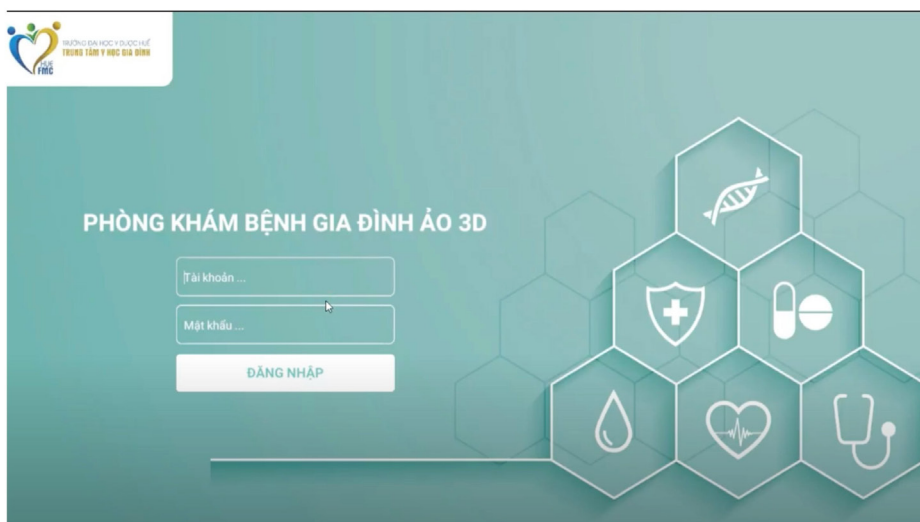 TRƯỜNG ĐẠI HỌC Y DƯỢC HUẾ
TRUNG TÂM Y HỌC GIA ĐÌNH
HUE
FMC
PHÒNG KHÁM BỆNH GIA ĐÌNH ẢO 3D
Tài khoản ...
Mật khẩu ...
ĐĂNG NHẬP